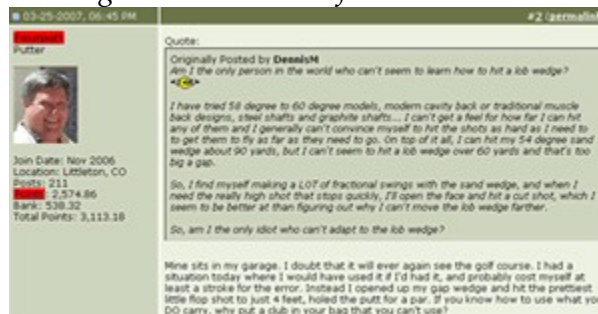 03-25-2007, 06:45 PM
#2 (permalink
Putter
Join Date: Nov 2006
Location: Littleton, CO
Posts: 211
2,574.86
Bank: 538.32
Total Points: 3,113.18
Quote:
Originally Posted by DennisM
Am I the only person in the world who can't seem to learn how to hit a lob wedge?
I have tried 58 degree to 60 degree models, modern cavity back or traditional muscle
back designs, steel shafts and graphite shafts... I can't get a feel for how far I can hit
any of them and I generally can't convince myself to hit the shots as hard as I need to
to get them to fly as far as they need to go. On top of it all, I can hit my 54 degree sand
wedge about 90 yards, but I can't seem to hit a lob wedge over 60 yards and that's too
big a gap.
So, I find myself making a LOT of fractional swings with the sand wedge, and when I
need the really high shot that stops quickly, I'll open the face and hit a cut shot, which I
seem to be better at than figuring out why I can't move the lob wedge farther.
So, am I the only idiot who can't adapt to the lob wedge?
Mine sits in my garage. I doubt that it will ever again see the golf course. I had a
situation today where I would have used it if I'd had it, and probably cost myself at
least a stroke for the error. Instead I opened up my gap wedge and hit the prettiest
little flop shot to just 4 feet, holed the putt for a par. If you know how to use what you
DO carry, why put a club in your bag that you can't use?